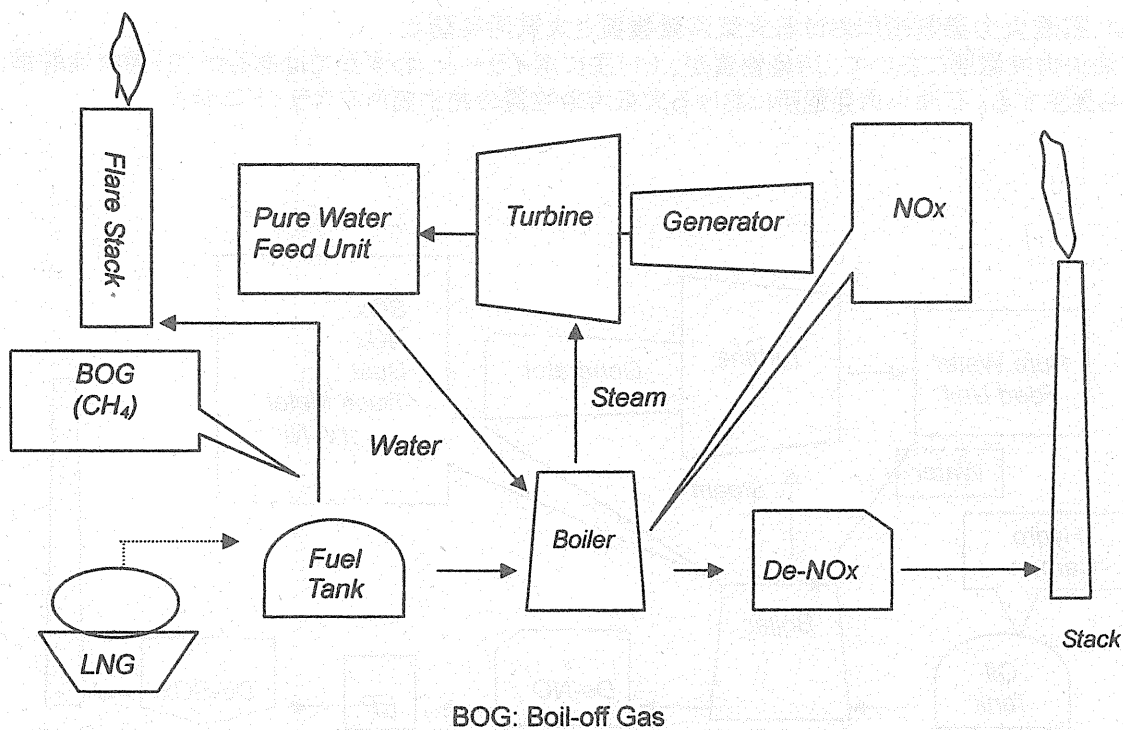 Flare Stack
Pure Water
Feed Unit
Turbine
Generator
NOx
BOG
(CH₄)
Steam
Water
Fuel
Tank
Boiler
De-NOx
LNG
Stack
BOG: Boil-off Gas